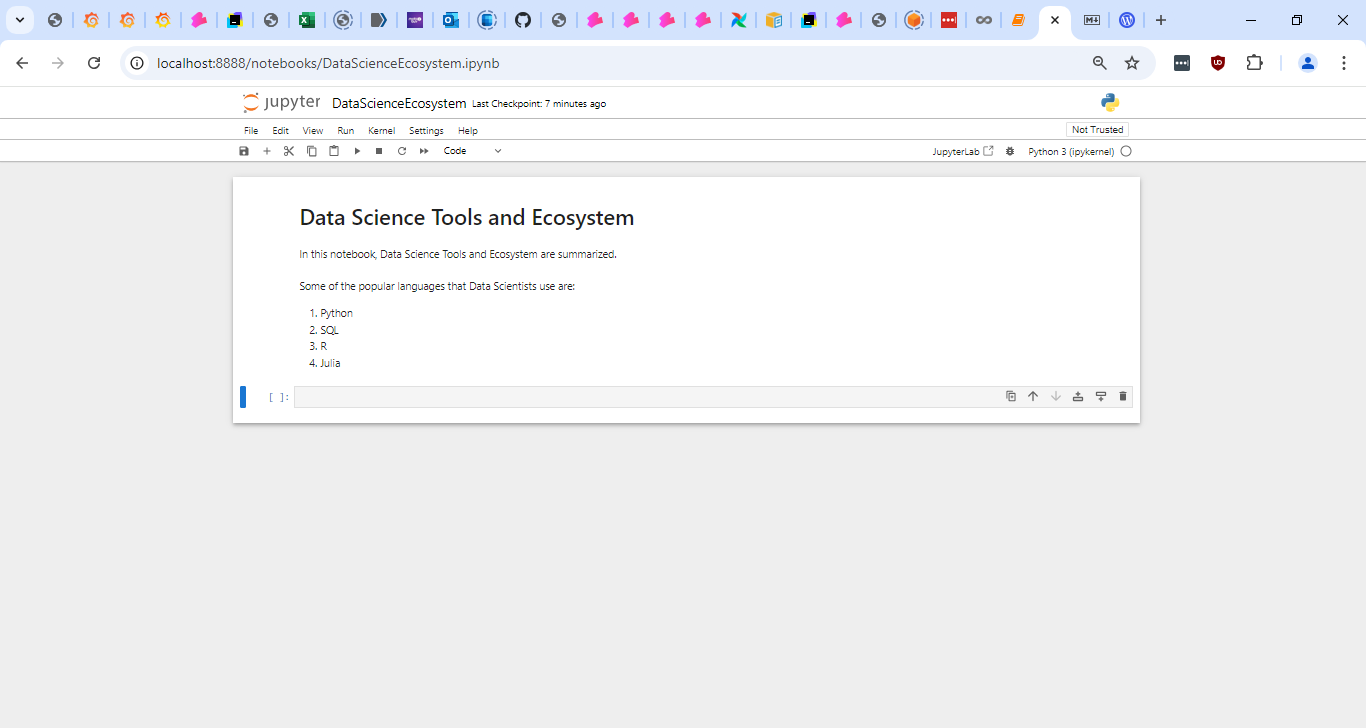 localhost:8888/notebooks/DataScienceEcosystem.ipynb
jupyter DataScienceEcosystem Last Checkpoint: 7 minutes ago
File Edit View Run Kernel Settings Help Not Trusted
Code JupyterLab Python 3 (ipykernel)
Data Science Tools and Ecosystem
In this notebook, Data Science Tools and Ecosystem are summarized.
Some of the popular languages that Data Scientists use are:
1. Python
2. SQL
3. R
4. Julia
[ ]: